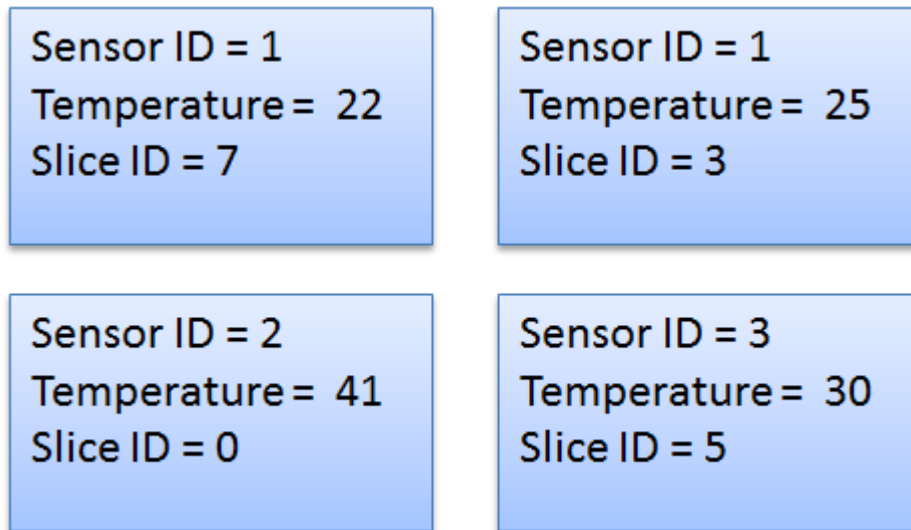 Sensor ID = 1
Temperature = 22
Slice ID = 7
Sensor ID = 1
Temperature = 25
Slice ID = 3
Sensor ID = 2
Temperature = 41
Slice ID = 0
Sensor ID = 3
Temperature = 30
Slice ID = 5